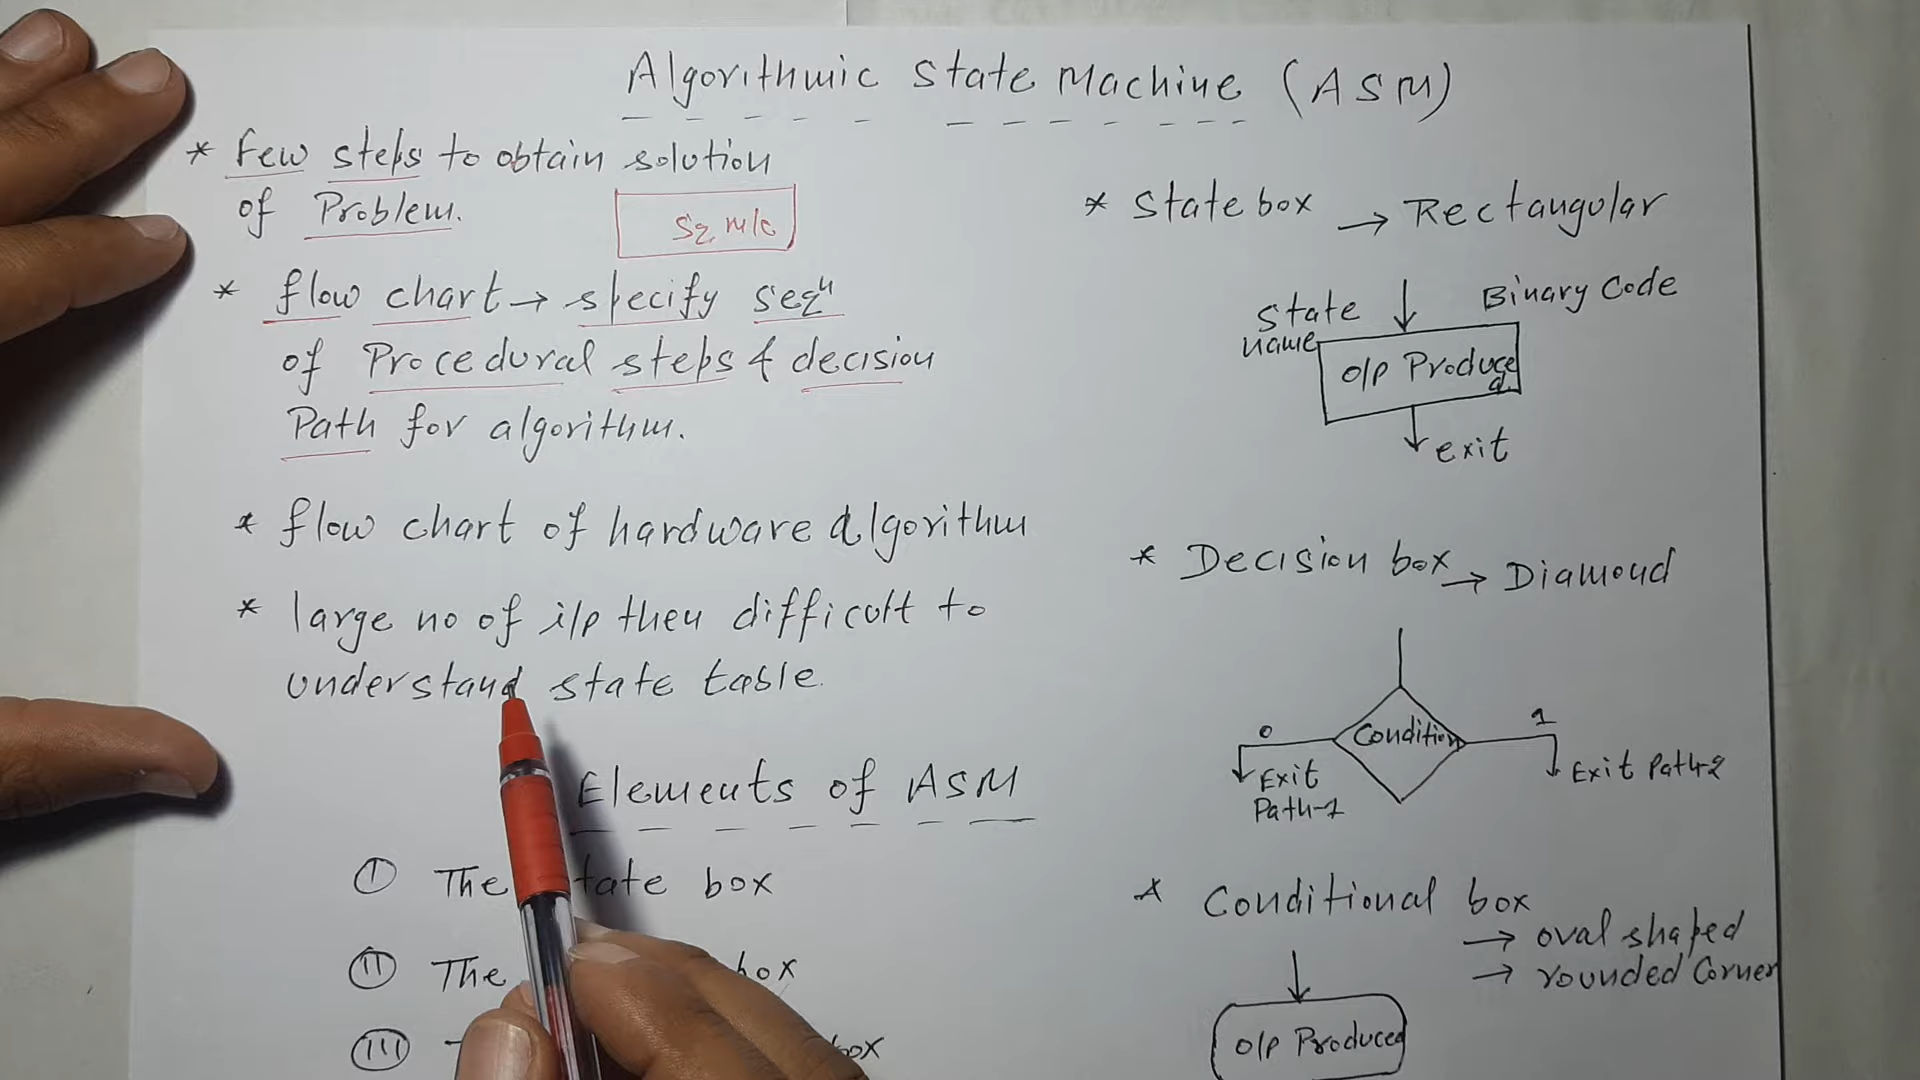 Algorithmic State Machine (ASM)
* Few steps to obtain solution
of Problem.
Sq m/c
* flow chart → specify seqⁿ
of Procedural steps & decision
Path for algorithm.
* flow chart of hardware algorithm
* large no of i/p then difficult to
understand state table.
Elements of ASM
I The state box
II The box
III box
* State box → Rectangular
State name
Binary Code
O/P Produced
exit
* Decision box → Diamond
Condition
0
1
Exit Path-1
Exit Path-2
* Conditional box
→ oval shaped
→ rounded Corner
O/P Produced